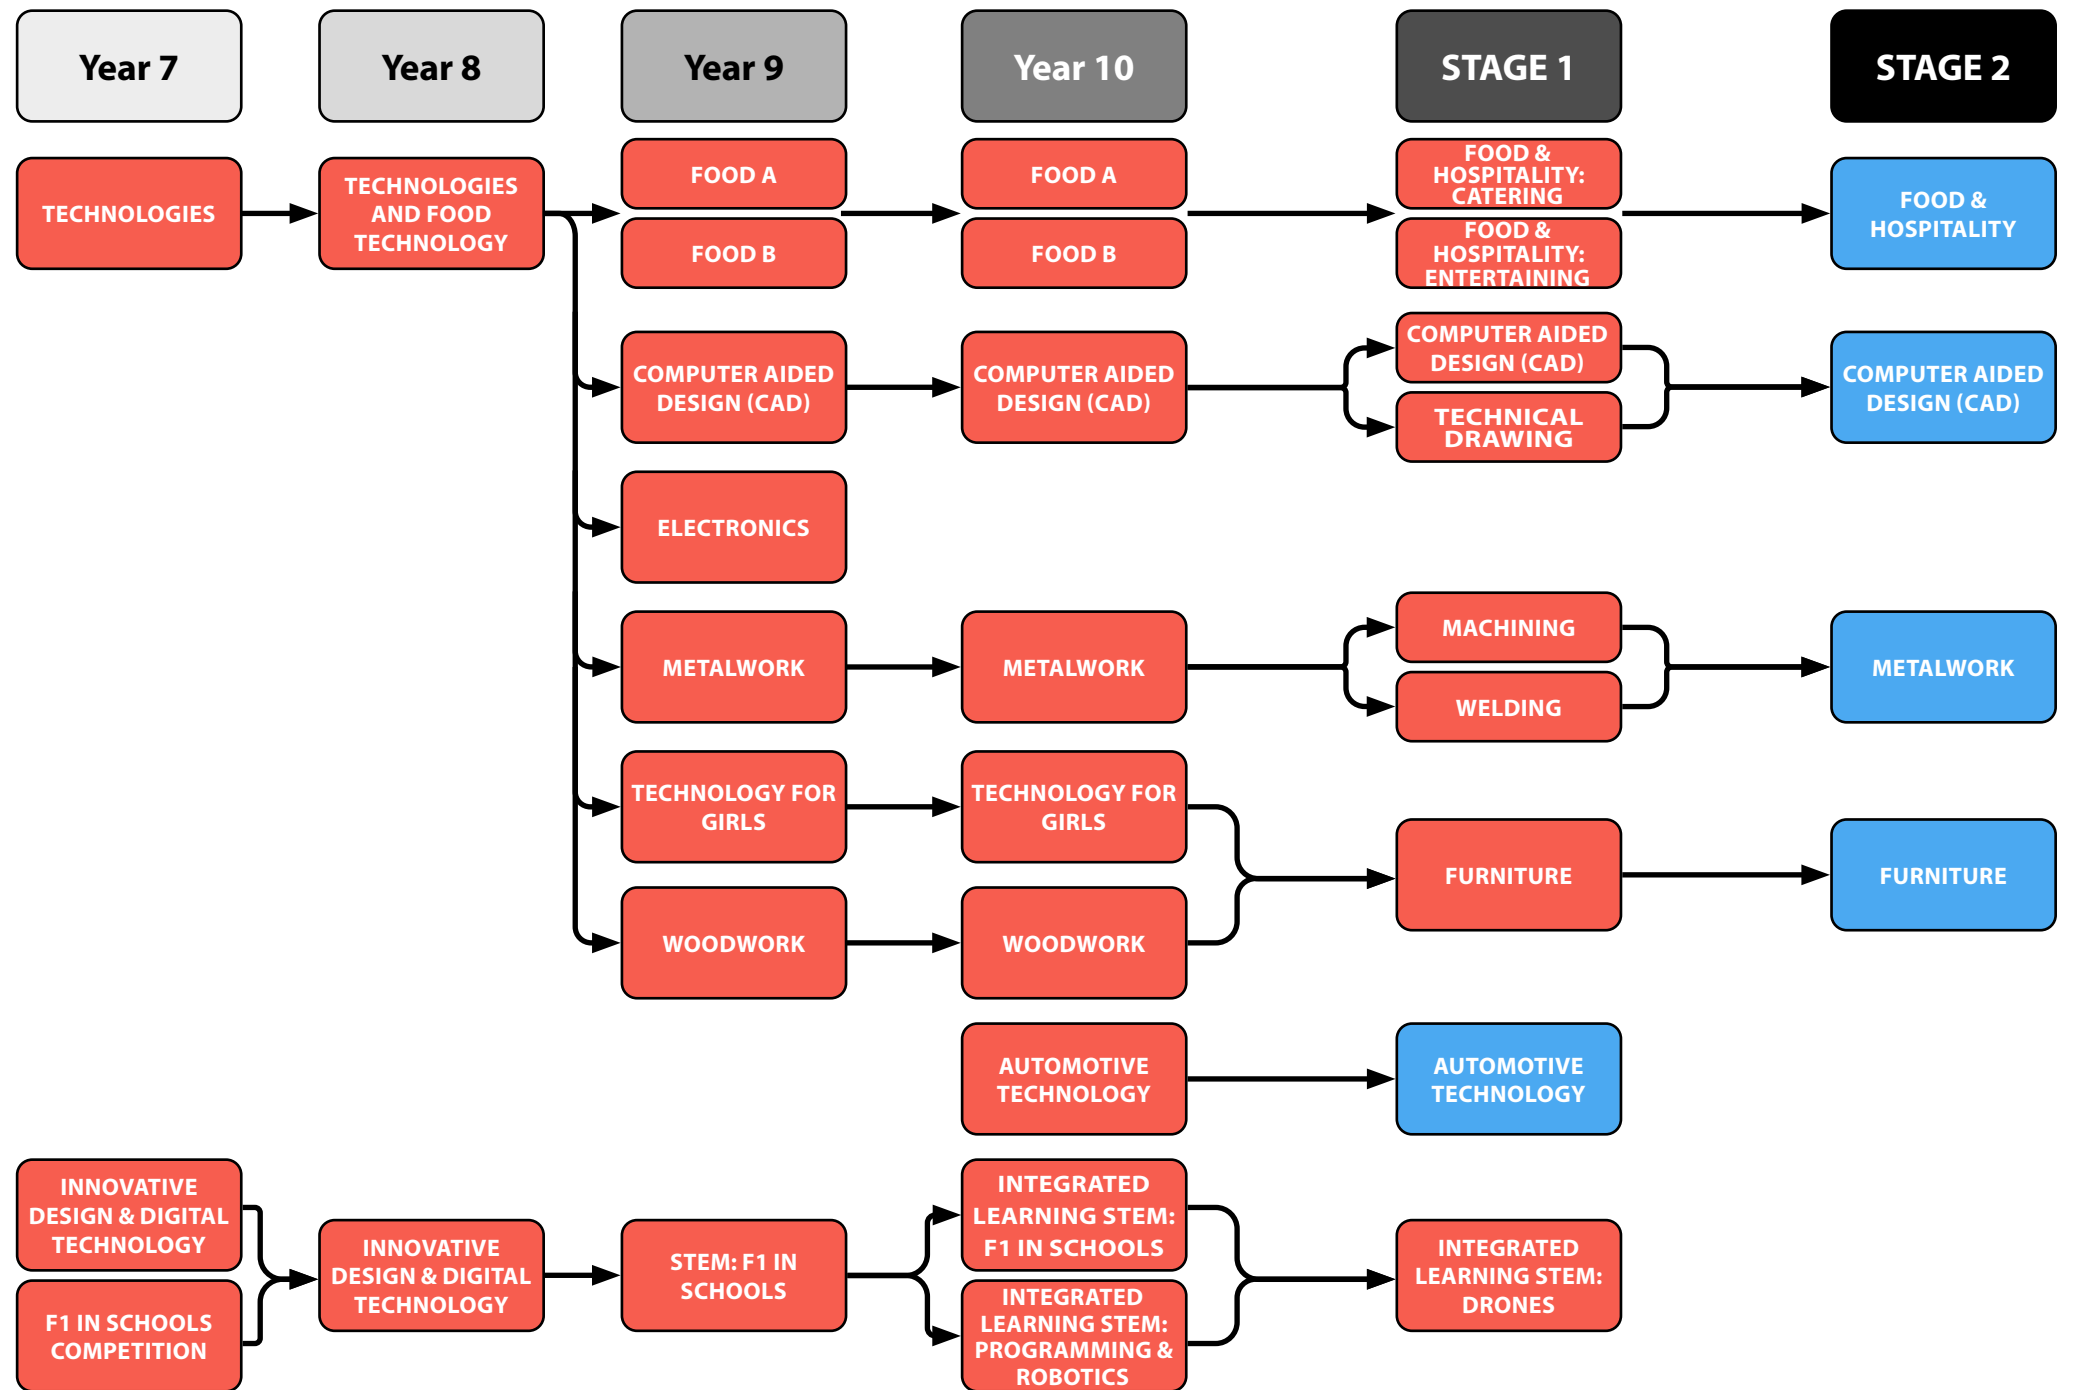 Year 7
Year 8
Year 9
Year 10
STAGE 1
STAGE 2
TECHNOLOGIES
TECHNOLOGIES
AND FOOD
TECHNOLOGY
FOOD A
FOOD B
FOOD A
FOOD B
FOOD &
HOSPITALITY:
CATERING
FOOD &
HOSPITALITY:
ENTERTAINING
FOOD &
HOSPITALITY
COMPUTER AIDED
DESIGN (CAD)
COMPUTER AIDED
DESIGN (CAD)
COMPUTER AIDED
DESIGN (CAD)
TECHNICAL
DRAWING
COMPUTER AIDED
DESIGN (CAD)
ELECTRONICS
METALWORK
METALWORK
MACHINING
WELDING
METALWORK
TECHNOLOGY FOR
GIRLS
TECHNOLOGY FOR
GIRLS
FURNITURE
FURNITURE
WOODWORK
WOODWORK
AUTOMOTIVE
TECHNOLOGY
AUTOMOTIVE
TECHNOLOGY
INNOVATIVE
DESIGN & DIGITAL
TECHNOLOGY
F1 IN SCHOOLS
COMPETITION
INNOVATIVE
DESIGN & DIGITAL
TECHNOLOGY
STEM: F1 IN
SCHOOLS
INTEGRATED
LEARNING STEM:
F1 IN SCHOOLS
INTEGRATED
LEARNING STEM:
PROGRAMMING &
ROBOTICS
INTEGRATED
LEARNING STEM:
DRONES